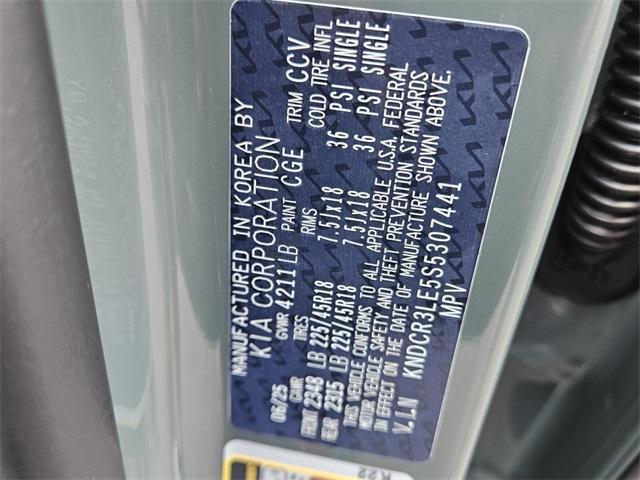 MANUFACTURED IN KOREA BY
KIA CORPORATION
06/25 GVWR 4211 LB PAINT CGE TRIM CCV
GAWR TIRES RIMS COLD TIRE INFL
FRONT 2348 LB 225/45R18 7.5Jx18 36 PSI SINGLE
REAR 2315 LB 225/45R18 7.5Jx18 36 PSI SINGLE
THIS VEHICLE CONFORMS TO ALL APPLICABLE U.S.A. FEDERAL
MOTOR VEHICLE SAFETY AND THEFT PREVENTION STANDARDS
IN EFFECT ON THE DATE OF MANUFACTURE SHOWN ABOVE.
V.I.N KNDCR3LE5S5307441
MPV
K22